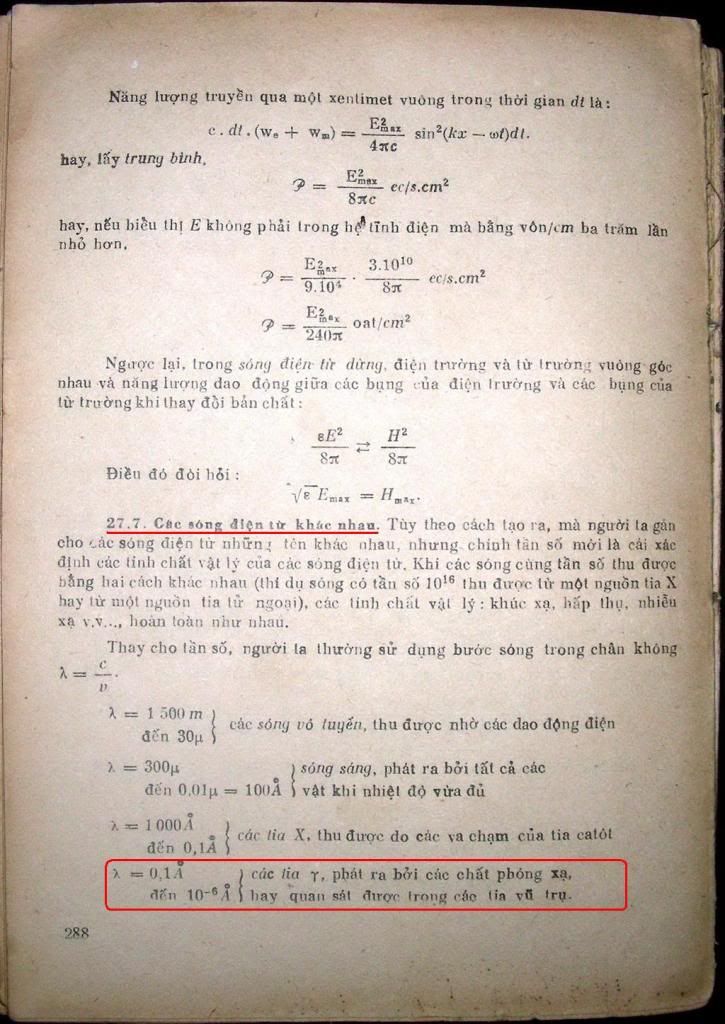 Năng lượng truyền qua một xentimet vuông trong thời gian dt là :
c . dt . (wₑ + wₘ) = E²max / 4πc sin²(kx — ωt)dt.
hay, lấy trung bình,
𝒫 = E²max / 8πc ec/s.cm²
hay, nếu biểu thị E không phải trong hệ tĩnh điện mà bằng vôn/cm ba trăm lần
nhỏ hơn,
𝒫 = E²max / 9.10⁴ · 3.10¹⁰ / 8π ec/s.cm²
𝒫 = E²max / 240π oat/cm²
Ngược lại, trong sóng điện từ dừng, điện trường và từ trường vuông góc
nhau và năng lượng dao động giữa các bụng của điện trường và các bụng của
từ trường khi thay đổi bản chất :
εE² / 8π ⇄ H² / 8π
Điều đó đòi hỏi :
√ε Emax = Hmax.
27.7. Các sóng điện từ khác nhau. Tùy theo cách tạo ra, mà người ta gán
cho các sóng điện từ những tên khác nhau, nhưng chính tần số mới là cái xác
định các tính chất vật lý của các sóng điện từ. Khi các sóng cùng tần số thu được
bằng hai cách khác nhau (thí dụ sóng có tần số 10¹⁶ thu được từ một nguồn tia X
hay từ một nguồn tia tử ngoại), các tính chất vật lý : khúc xạ, hấp thụ, nhiễu
xạ v.v..., hoàn toàn như nhau.
Thay cho tần số, người ta thường sử dụng bước sóng trong chân không
λ = c / ν .
λ = 1 500 m } các sóng vô tuyến, thu được nhờ các dao động điện
đến 30μ
λ = 300μ } sóng sáng, phát ra bởi tất cả các
đến 0,01μ = 100Å vật khi nhiệt độ vừa đủ
λ = 1 000 Å } các tia X, thu được do các va chạm của tia catôt
đến 0,1Å
λ = 0,1Å } các tia γ, phát ra bởi các chất phóng xạ,
đến 10⁻⁶ Å hay quan sát được trong các tia vũ trụ.
288